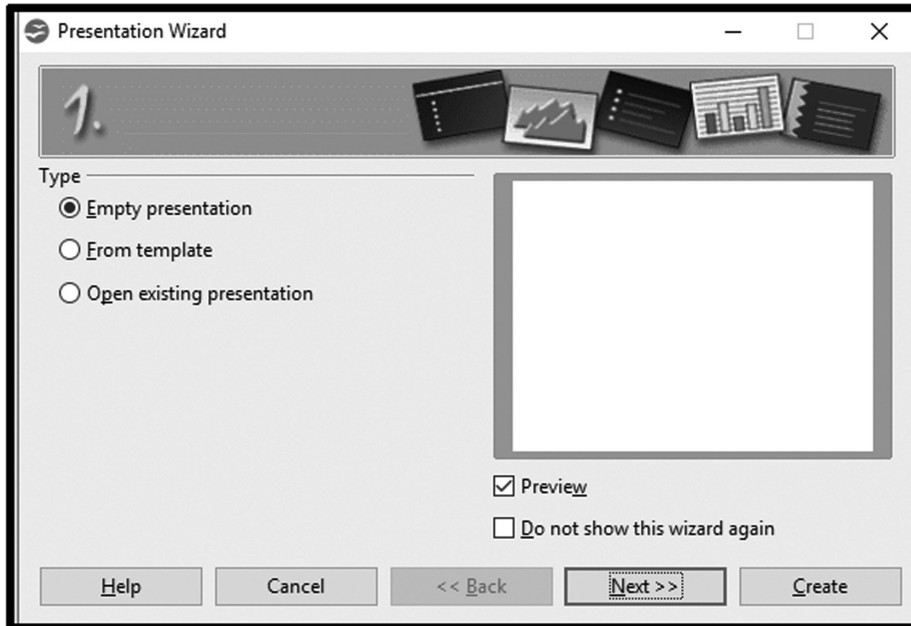 Presentation Wizard
1.
Type
Empty presentation
From template
Open existing presentation
Preview
Do not show this wizard again
Help
Cancel
<< Back
Next >>
Create